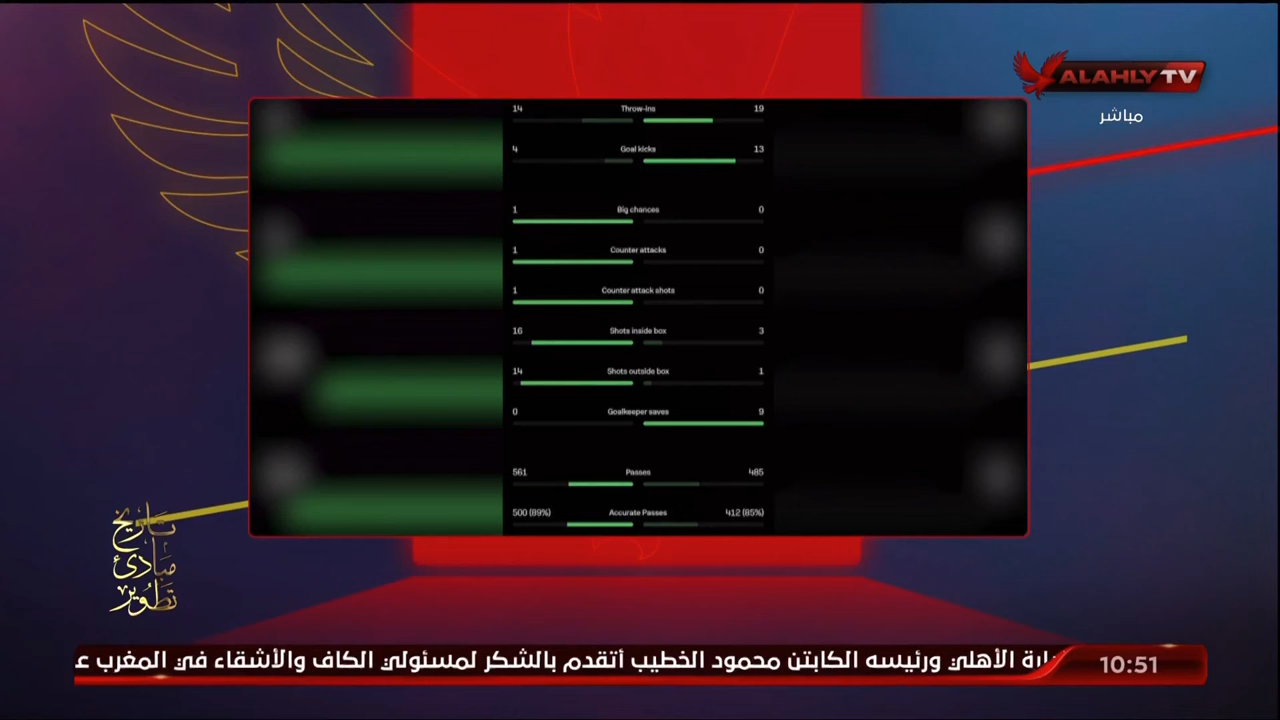 ALAHLY TV
مباشر
14 Throw-ins 19
4 Goal kicks 13
1 Big chances 0
1 Counter attacks 0
1 Counter attack shots 0
16 Shots inside box 3
14 Shots outside box 1
0 Goalkeeper saves 9
561 Passes 485
500 (89%) Accurate Passes 412 (85%)
تاريخ
مبادئ
تطوير
الأهلي ورئيسه الكابتن محمود الخطيب أتقدم بالشكر لمسئولي الكاف والأشقاء في المغرب
10:51